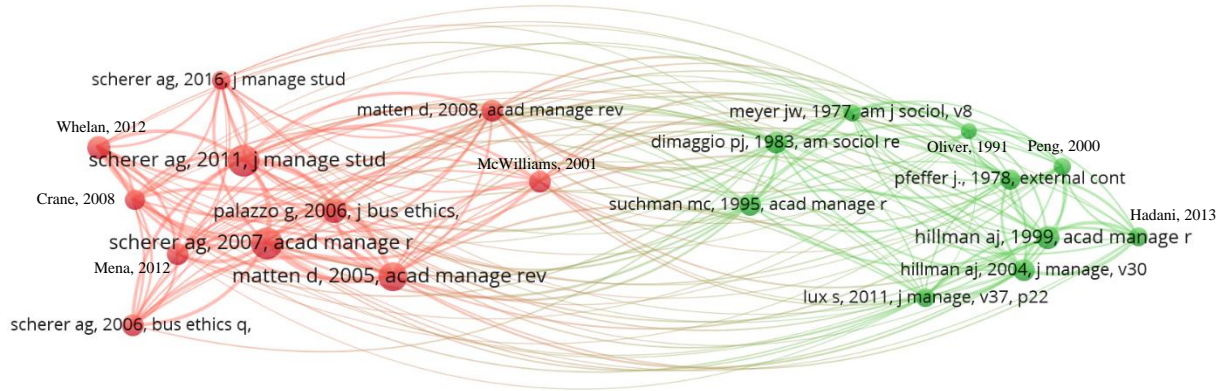 scherer ag, 2016, j manage stud
Whelan, 2012
scherer ag, 2011, j manage stud
Crane, 2008
palazzo g, 2006, j bus ethics,
scherer ag, 2007, acad manage r
Mena, 2012
matten d, 2005, acad manage rev
scherer ag, 2006, bus ethics q,
matten d, 2008, acad manage rev
McWilliams, 2001
meyer jw, 1977, am j sociol, v8
dimaggio pj, 1983, am sociol re
Oliver, 1991
Peng, 2000
pfeffer j., 1978, external cont
suchman mc, 1995, acad manage r
Hadani, 2013
hillman aj, 1999, acad manage r
hillman aj, 2004, j manage, v30
lux s, 2011, j manage, v37, p22